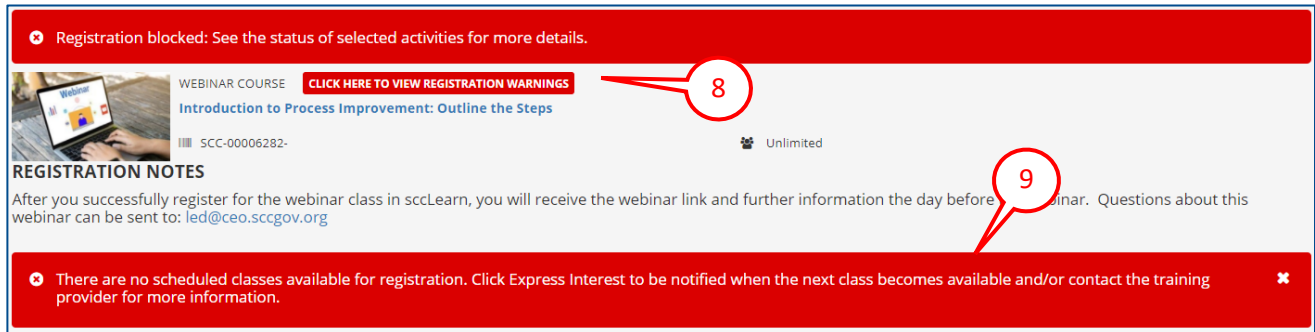 Registration blocked: See the status of selected activities for more details.
Webinar
WEBINAR COURSE CLICK HERE TO VIEW REGISTRATION WARNINGS
8
Introduction to Process Improvement: Outline the Steps
SCC-00006282-
Unlimited
REGISTRATION NOTES
9
After you successfully register for the webinar class in sccLearn, you will receive the webinar link and further information the day before inar. Questions about this
webinar can be sent to: led@ceo.sccgov.org
There are no scheduled classes available for registration. Click Express Interest to be notified when the next class becomes available and/or contact the training
provider for more information.